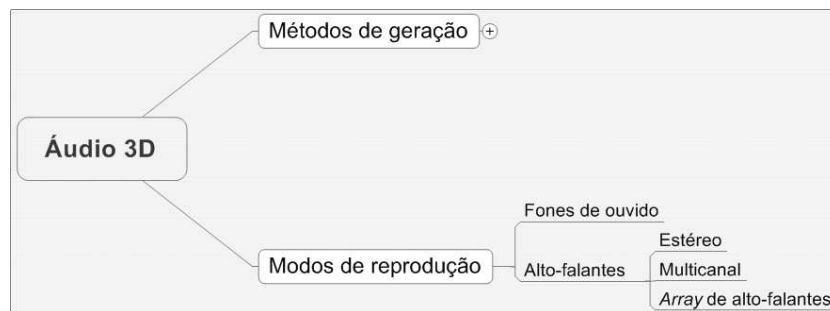 Métodos de geração
Áudio 3D
Fones de ouvido
Estéreo
Modos de reprodução
Alto-falantes
Multicanal
Array de alto-falantes